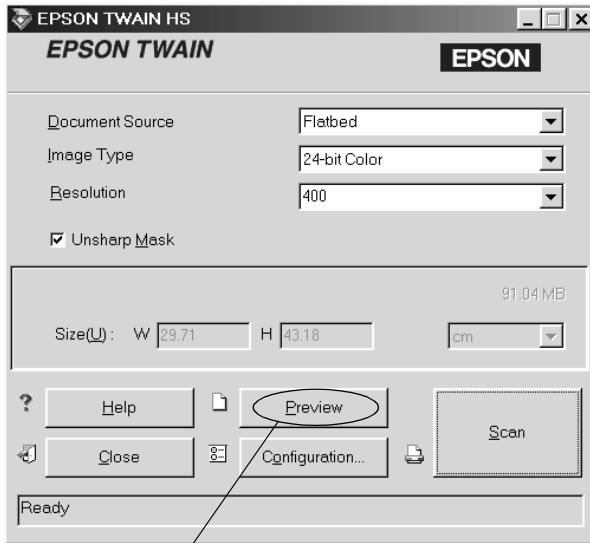 EPSON TWAIN HS
EPSON TWAIN
EPSON
Document Source Flatbed
Image Type 24-bit Color
Resolution 400
Unsharp Mask
91.04 MB
Size(U) : W 29.71 H 43.18 cm
? Help Preview
Scan
Close Configuration...
Ready